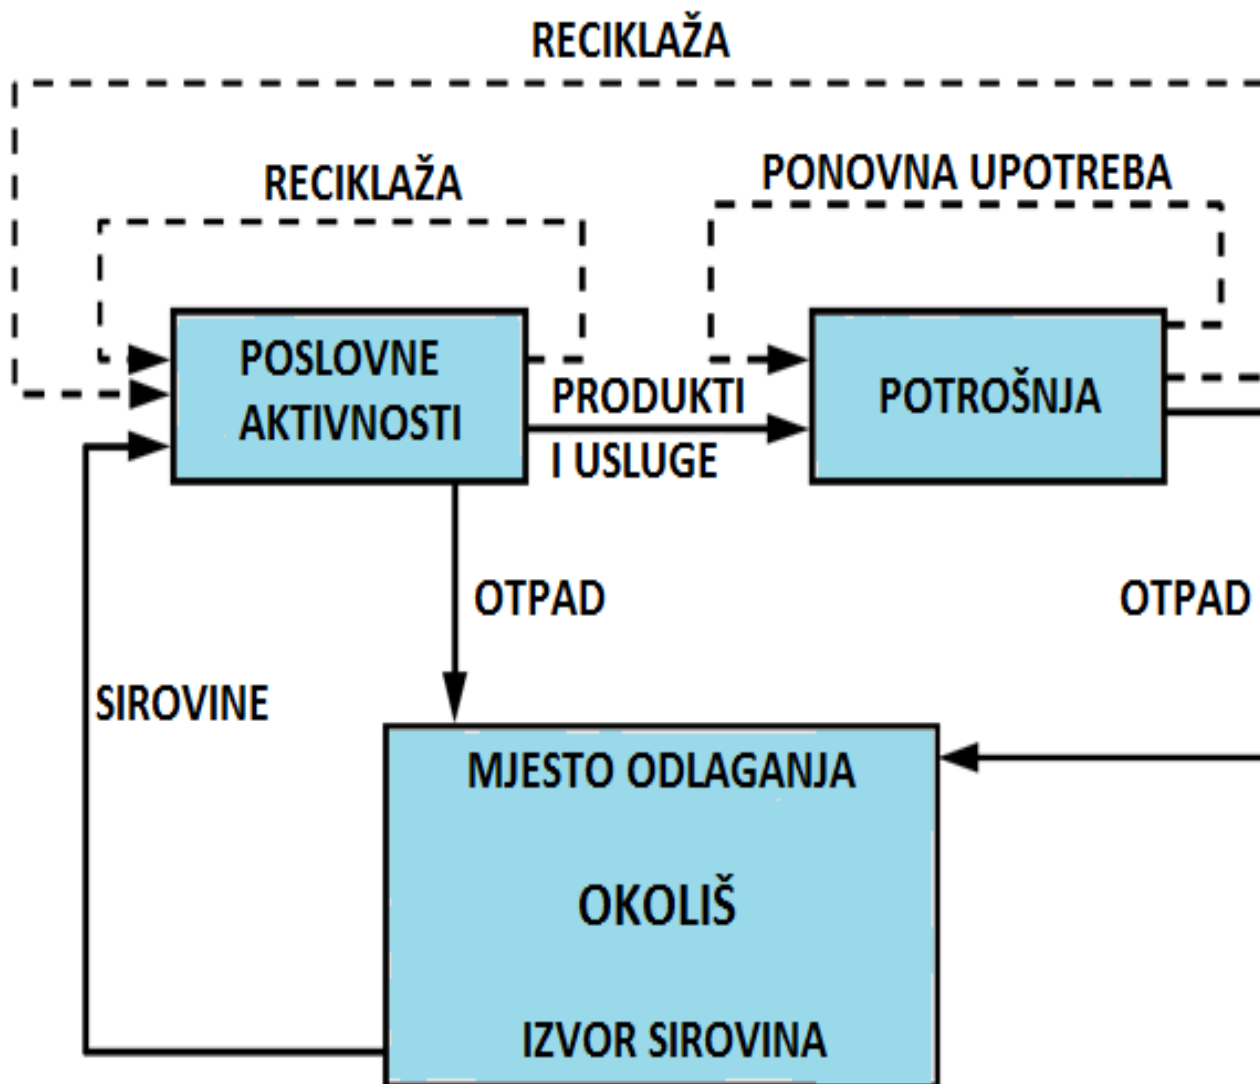 RECIKLAŽA
RECIKLAŽA
PONOVNA UPOTREBA
POSLOVNE
AKTIVNOSTI
PRODUKTI
I USLUGE
POTROŠNJA
OTPAD
OTPAD
SIROVINE
MJESTO ODLAGANJA
OKOLIŠ
IZVOR SIROVINA